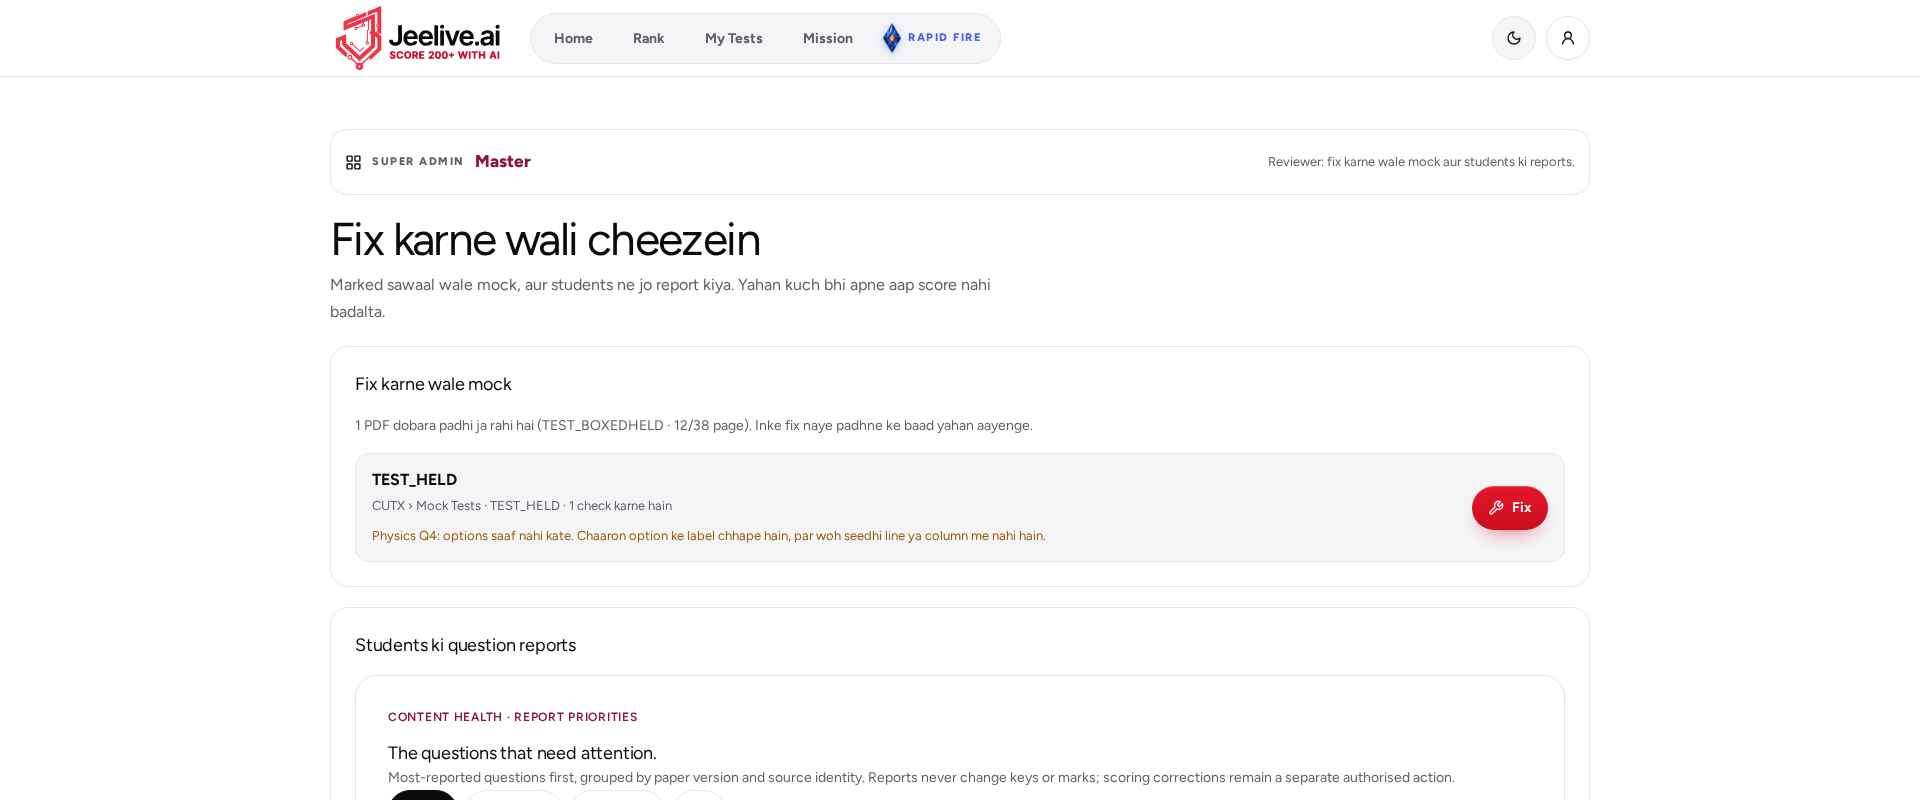 Jeelive.ai
SCORE 200+ WITH AI
Home
Rank
My Tests
Mission
RAPID FIRE
SUPER ADMIN Master
Reviewer: fix karne wale mock aur students ki reports.
Fix karne wali cheezein
Marked sawaal wale mock, aur students ne jo report kiya. Yahan kuch bhi apne aap score nahi
badalta.
Fix karne wale mock
1 PDF dobara padhi ja rahi hai (TEST_BOXEDHELD · 12/38 page). Inke fix naye padhne ke baad yahan aayenge.
TEST_HELD
CUTX › Mock Tests · TEST_HELD · 1 check karne hain
Physics Q4: options saaf nahi kate. Chaaron option ke label chhape hain, par woh seedhi line ya column me nahi hain.
Fix
Students ki question reports
CONTENT HEALTH · REPORT PRIORITIES
The questions that need attention.
Most-reported questions first, grouped by paper version and source identity. Reports never change keys or marks; scoring corrections remain a separate authorised action.